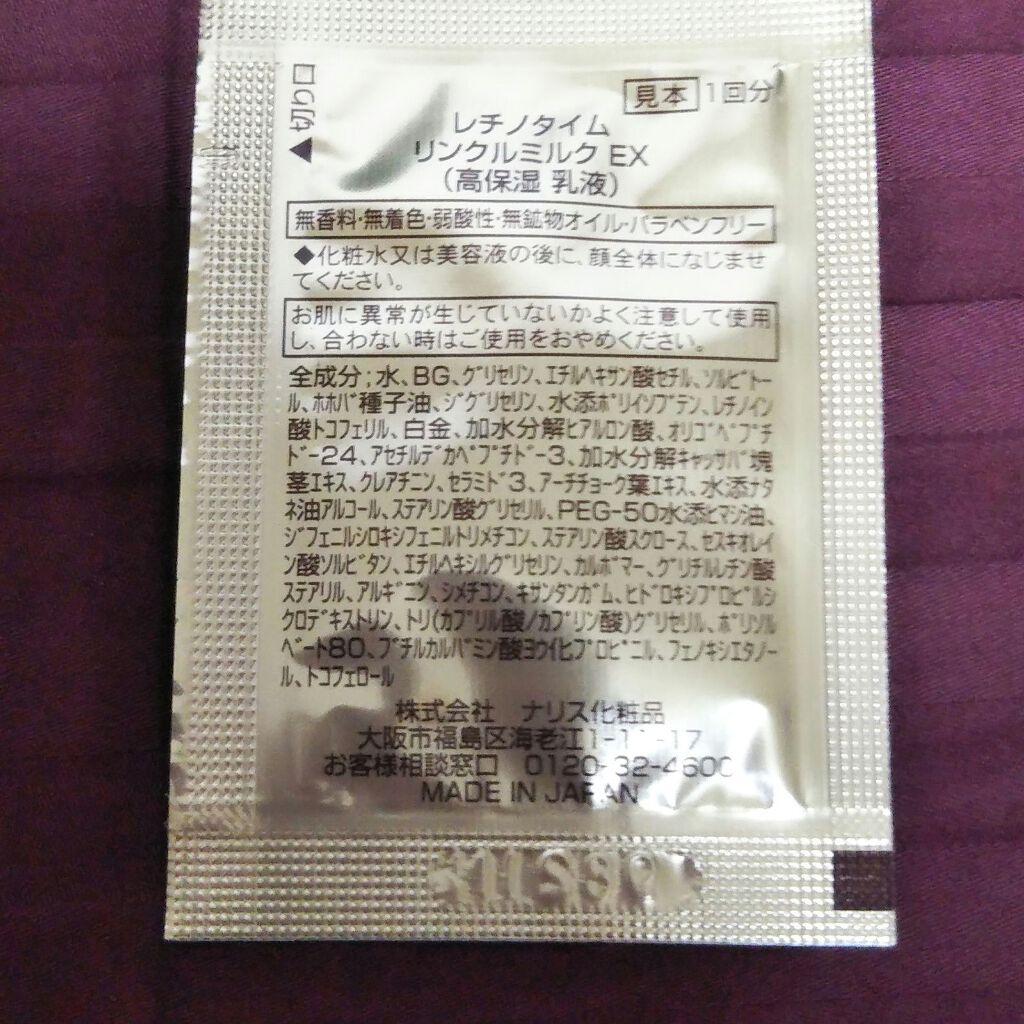 切り口
見本 1回分
レチノタイム
リンクルミルク EX
(高保湿 乳液)
無香料・無着色・弱酸性・無鉱物オイル・パラベンフリー
◆化粧水又は美容液の後に、顔全体になじませ
てください。
お肌に異常が生じていないかよく注意して使用
し、合わない時はご使用をおやめください。
全成分;水、BG、グリセリン、エチルヘキサン酸セチル、ソルビトー
ル、ホホバ種子油、ジグリセリン、水添ポリイソブテン、レチノイン
酸トコフェリル、白金、加水分解ヒアルロン酸、オリゴペプチ
ド-24、アセチルデカペプチド-3、加水分解キャッサバ塊
茎エキス、クレアチニン、セラミド3、アーチチョーク葉エキス、水添ナタ
ネ油アルコール、ステアリン酸グリセリル、PEG-50水添ヒマシ油、
ジフェニルシロキシフェニルトリメチコン、ステアリン酸スクロース、セスキオレイ
ン酸ソルビタン、エチルヘキシルグリセリン、カルボマー、グリチルレチン酸
ステアリル、アルギニン、シメチコン、キサンタンガム、ヒドロキシプロピルシ
クロデキストリン、トリ(カプリル酸/カプリン酸)グリセリル、ポリソル
ベート80、ブチルカルバミン酸ヨウ化プロピニル、フェノキシエタノー
ル、トコフェロール
株式会社 ナリス化粧品
大阪市福島区海老江1-11-17
お客様相談窓口 0120-32-4600
MADE IN JAPAN